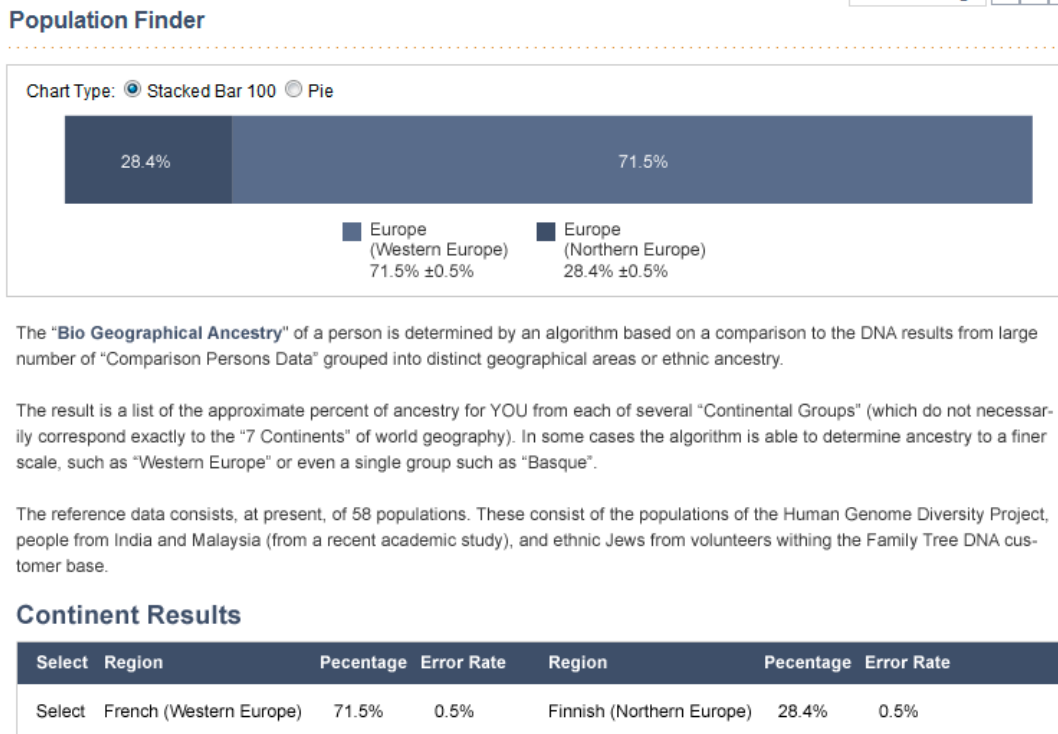 Population Finder
Chart Type: Stacked Bar 100 Pie
28.4% 71.5%
Europe
(Western Europe)
71.5% ±0.5%
Europe
(Northern Europe)
28.4% ±0.5%
The “Bio Geographical Ancestry” of a person is determined by an algorithm based on a comparison to the DNA results from large
number of “Comparison Persons Data” grouped into distinct geographical areas or ethnic ancestry.
The result is a list of the approximate percent of ancestry for YOU from each of several “Continental Groups” (which do not necessar-
ily correspond exactly to the “7 Continents” of world geography). In some cases the algorithm is able to determine ancestry to a finer
scale, such as “Western Europe” or even a single group such as “Basque”.
The reference data consists, at present, of 58 populations. These consist of the populations of the Human Genome Diversity Project,
people from India and Malaysia (from a recent academic study), and ethnic Jews from volunteers withing the Family Tree DNA cus-
tomer base.
Continent Results
Select Region Pecentage Error Rate Region Pecentage Error Rate
Select French (Western Europe) 71.5% 0.5% Finnish (Northern Europe) 28.4% 0.5%